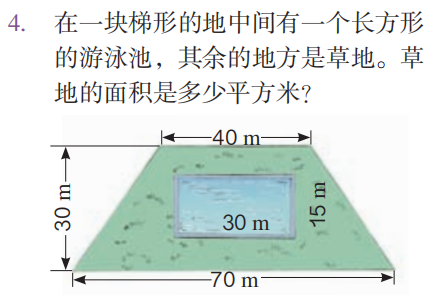 4. 在一块梯形的地中间有一个长方形
的游泳池，其余的地方是草地。草
地的面积是多少平方米？
40 m
30 m
30 m
15 m
70 m